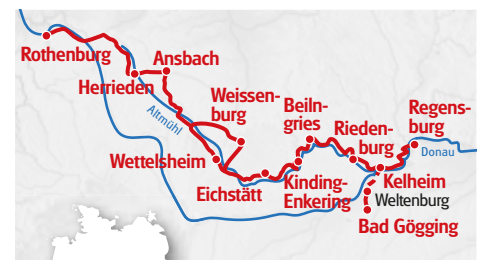 Rothenburg
Ansbach
Herrieden
Altmühl
Weissen-
burg
Beiln-
gries
Regens-
burg
Rieden-
burg
Donau
Wettelsheim
Eichstätt
Kinding-
Enkering
Kelheim
Weltenburg
Bad Gögging